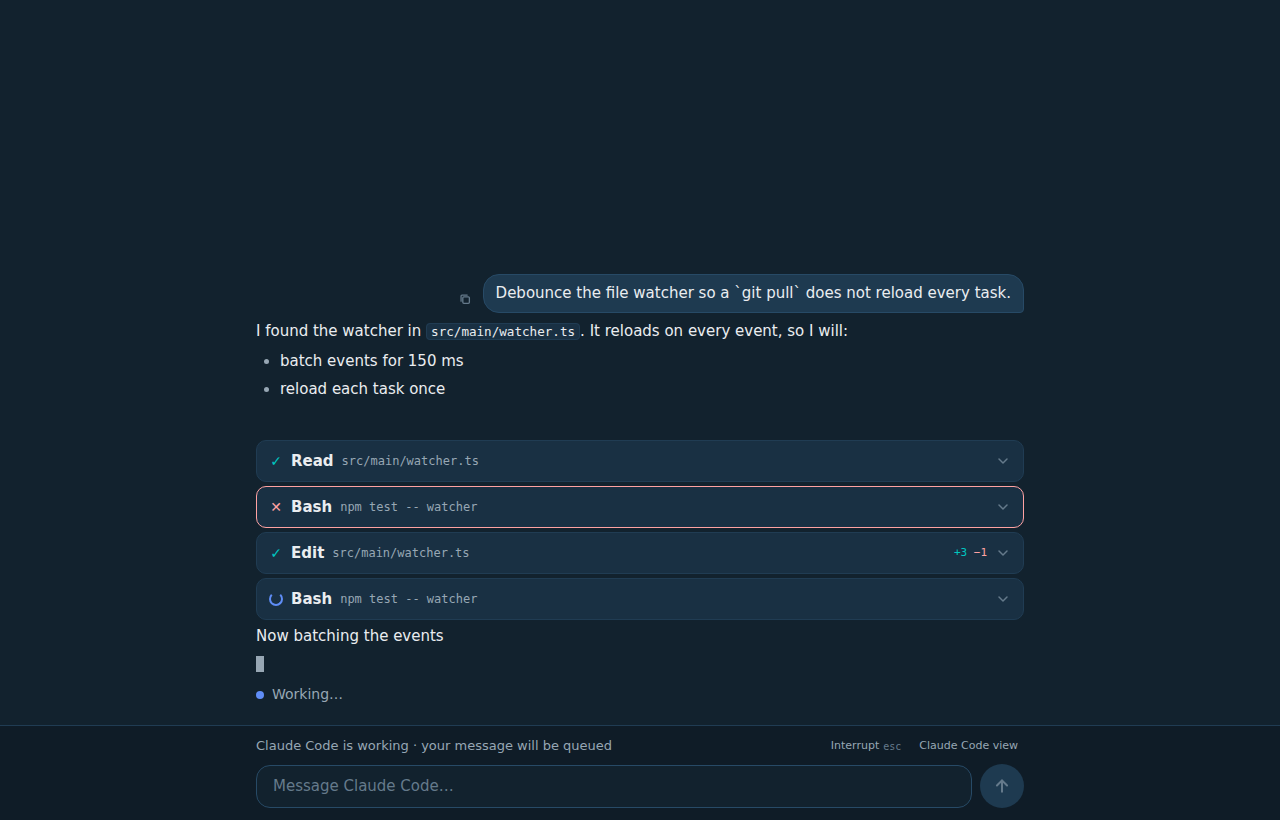 Debounce the file watcher so a `git pull` does not reload every task.
I found the watcher in src/main/watcher.ts. It reloads on every event, so I will:
batch events for 150 ms
reload each task once
✓ Read src/main/watcher.ts
✕ Bash npm test -- watcher
✓ Edit src/main/watcher.ts +3 −1
Bash npm test -- watcher
Now batching the events
Working…
Claude Code is working · your message will be queued Interrupt esc Claude Code view
Message Claude Code…